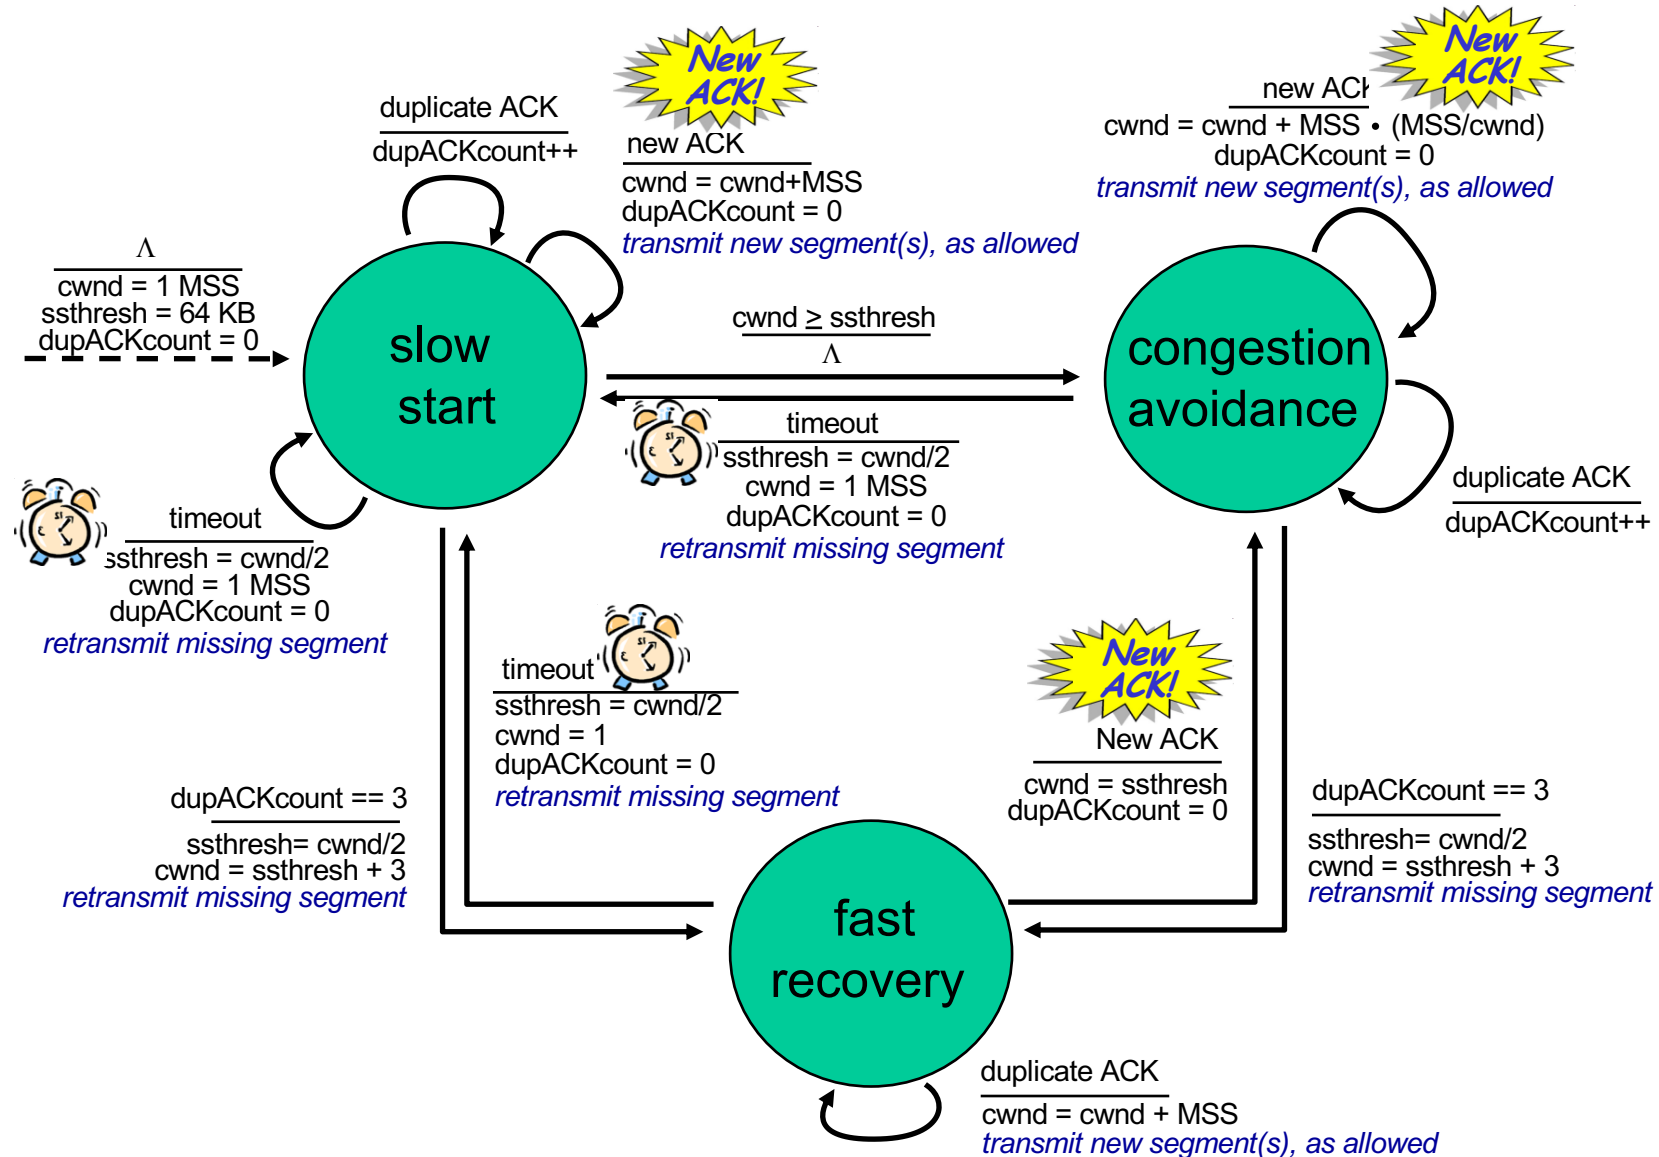 New
ACK!
duplicate ACK
dupACKcount++
new ACK
cwnd = cwnd+MSS
dupACKcount = 0
transmit new segment(s), as allowed
New
ACK!
new ACK
cwnd = cwnd + MSS • (MSS/cwnd)
dupACKcount = 0
transmit new segment(s), as allowed
Λ
cwnd = 1 MSS
ssthresh = 64 KB
dupACKcount = 0
slow
start
cwnd ≥ ssthresh
Λ
congestion
avoidance
timeout
ssthresh = cwnd/2
cwnd = 1 MSS
dupACKcount = 0
retransmit missing segment
duplicate ACK
dupACKcount++
timeout
ssthresh = cwnd/2
cwnd = 1 MSS
dupACKcount = 0
retransmit missing segment
timeout
ssthresh = cwnd/2
cwnd = 1
dupACKcount = 0
retransmit missing segment
New
ACK!
New ACK
cwnd = ssthresh
dupACKcount = 0
dupACKcount == 3
ssthresh= cwnd/2
cwnd = ssthresh + 3
retransmit missing segment
dupACKcount == 3
ssthresh= cwnd/2
cwnd = ssthresh + 3
retransmit missing segment
fast
recovery
duplicate ACK
cwnd = cwnd + MSS
transmit new segment(s), as allowed